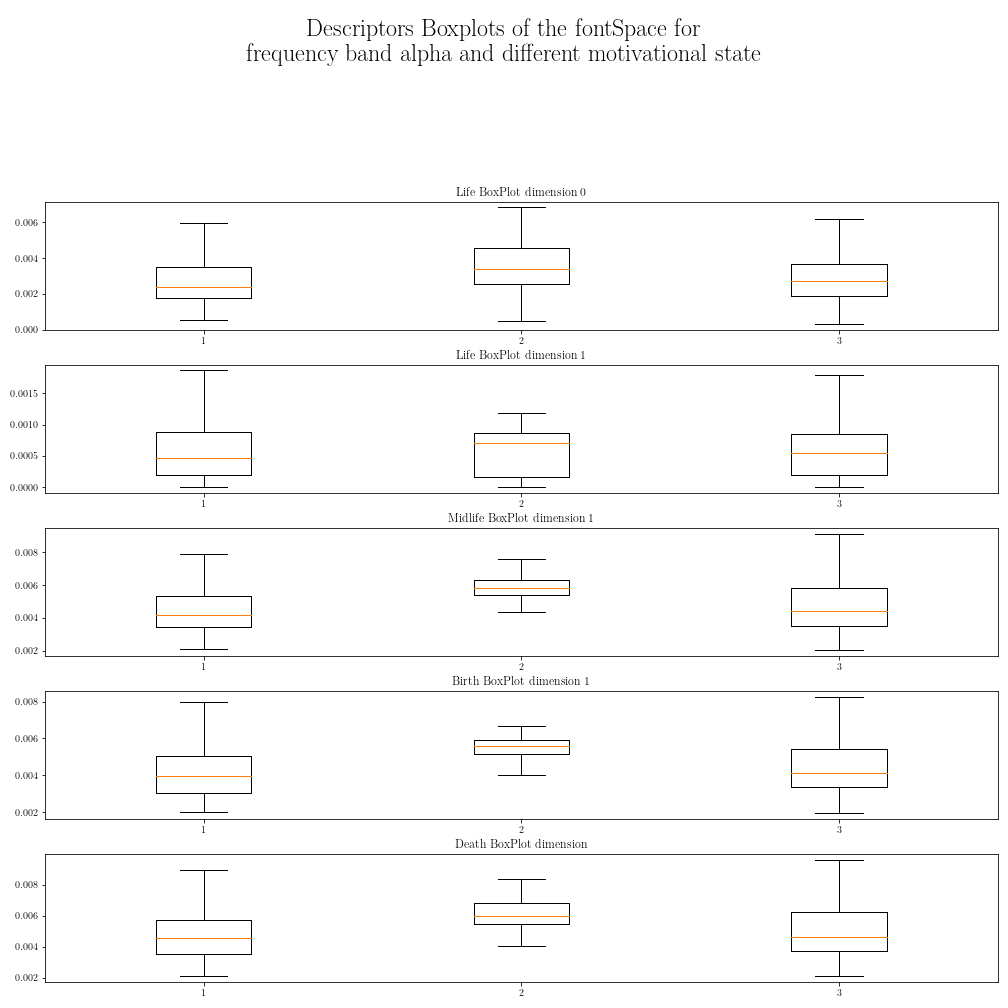 Descriptors Boxplots of the fontSpace for
frequency band alpha and different motivational state
Life BoxPlot dimension 0
0.006
0.004
0.002
0.000
1 2 3
Life BoxPlot dimension 1
0.0015
0.0010
0.0005
0.0000
1 2 3
Midlife BoxPlot dimension 1
0.008
0.006
0.004
0.002
1 2 3
Birth BoxPlot dimension 1
0.008
0.006
0.004
0.002
1 2 3
Death BoxPlot dimension
0.008
0.006
0.004
0.002
1 2 3